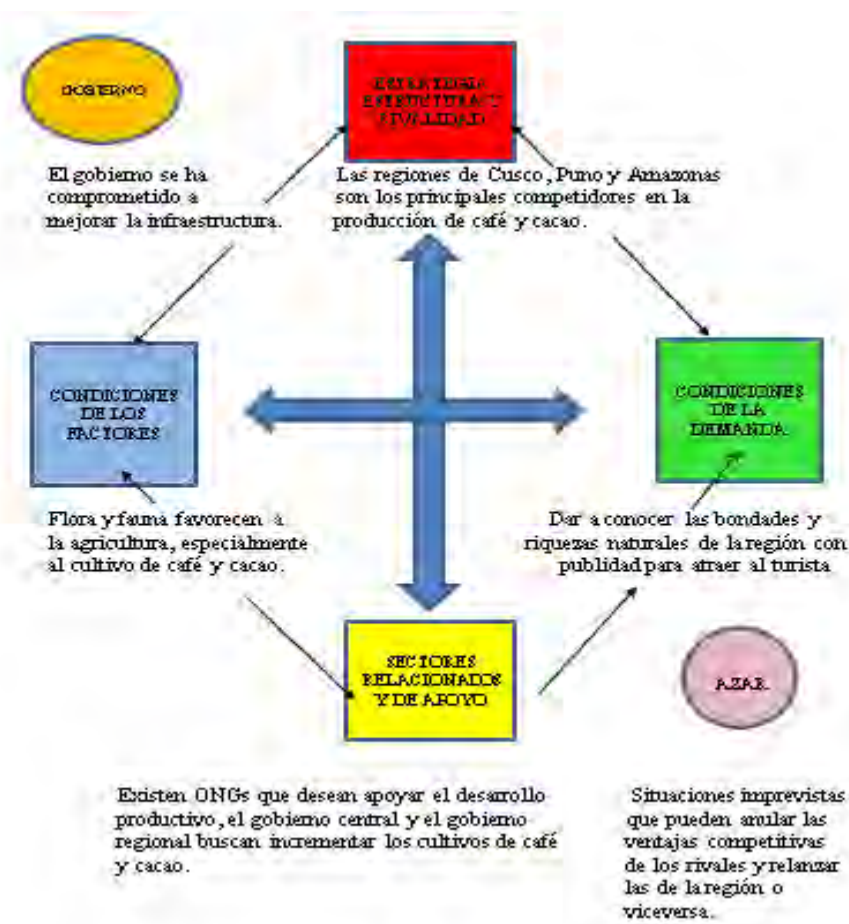 GOBIERNO
ESTRATEGIA
ESTRUCTURA Y
RIVALIDAD
El gobierno se ha
comprometido a
mejorar la infraestructura.
Las regiones de Cusco, Puno y Amazonas
son los principales competidores en la
producción de café y cacao.
CONDICIONES
DE LOS
FACTORES
CONDICIONES
DE LA
DEMANDA
Flora y fauna favorecen a
la agricultura, especialmente
al cultivo de café y cacao.
Dar a conocer las bondades y
riquezas naturales de la región con
publidad para atraer al turista
SECTORES
RELACIONADOS
Y DE APOYO
AZAR
Existen ONGs que desean apoyar el desarrollo
productivo, el gobierno central y el gobierno
regional buscan incrementar los cultivos de café
y cacao.
Situaciones imprevistas
que pueden anular las
ventajas competitivas
de los rivales y relanzar
las de la región o
viceversa.